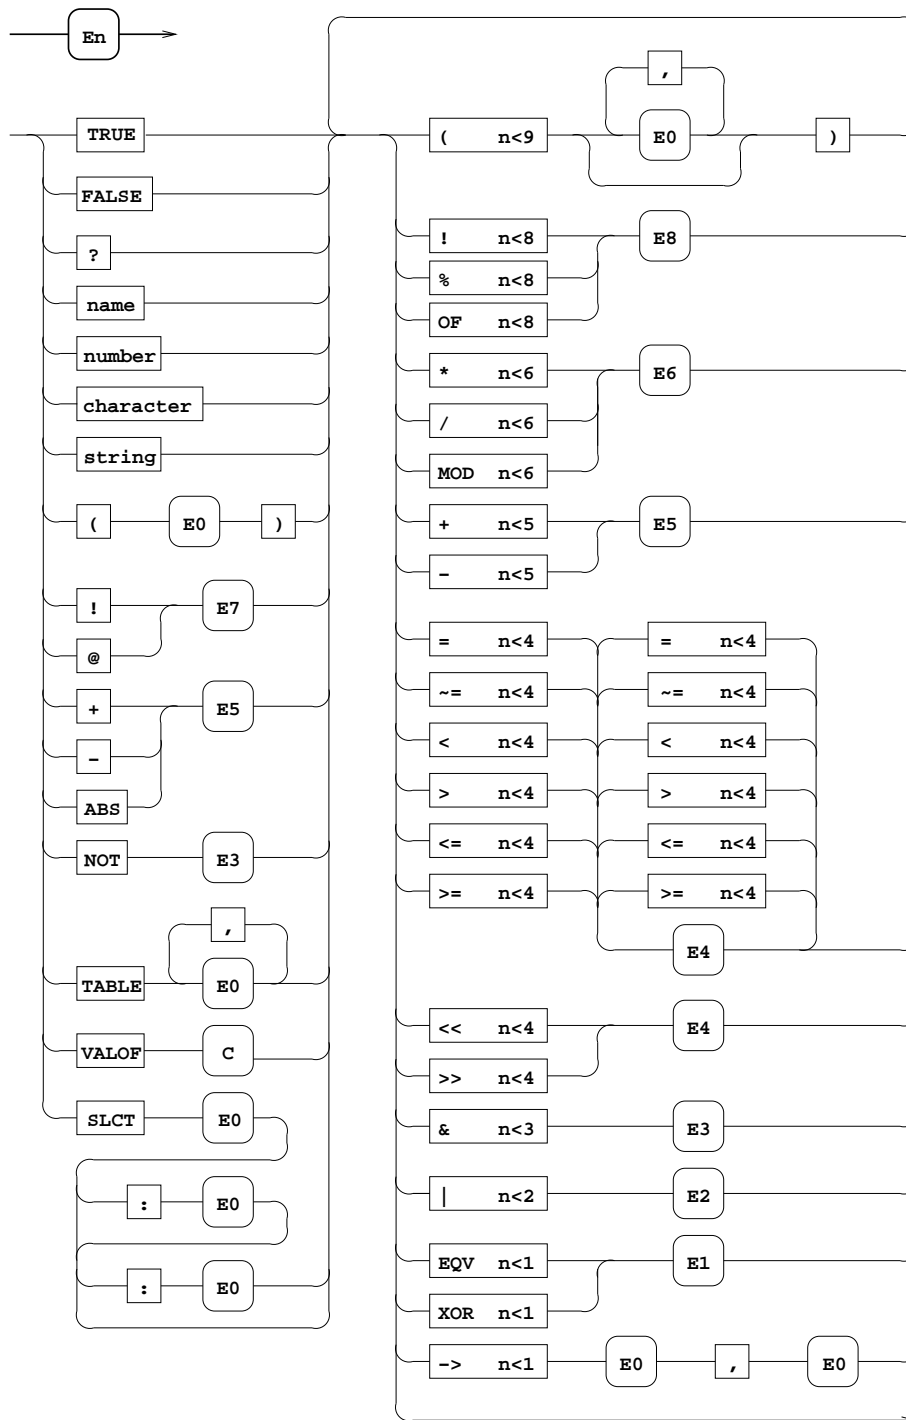 En
,
TRUE ( n<9 E0 )
FALSE
! n<8 E8
?
% n<8
name
OF n<8
number
* n<6 E6
character
/ n<6
string
MOD n<6
( E0 )
+ n<5 E5
- n<5
! E7
@
= n<4 = n<4
~= n<4 ~= n<4
+ E5
< n<4 < n<4
-
> n<4 > n<4
ABS
<= n<4 <= n<4
NOT E3
>= n<4 >= n<4
,
E4
TABLE E0
<< n<4 E4
VALOF C
>> n<4
SLCT E0
& n<3 E3
: E0
| n<2 E2
EQV n<1 E1
: E0
XOR n<1
-> n<1 E0 , E0